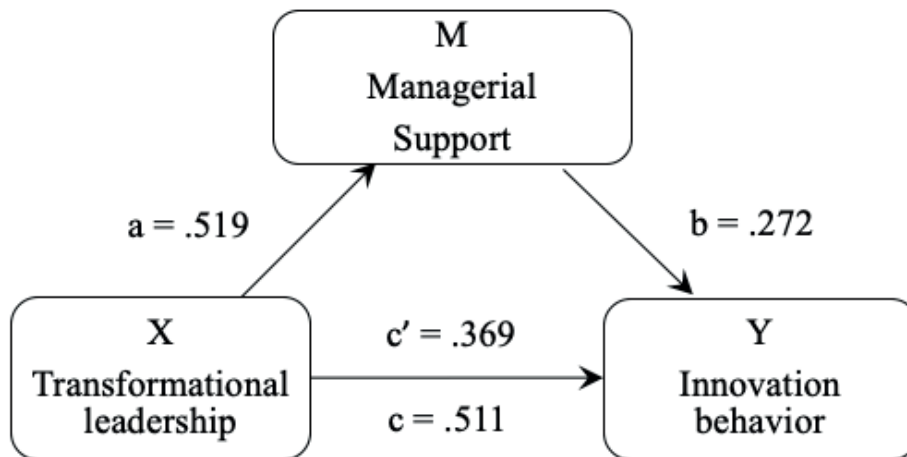 M
Managerial
Support
a = .519
b = .272
X
Transformational
leadership
c′ = .369
c = .511
Y
Innovation
behavior